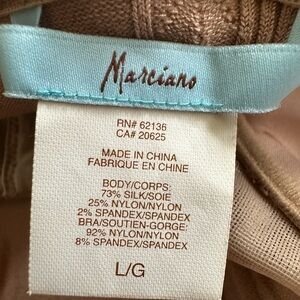 Marciano
RN# 62136
CA# 20625
MADE IN CHINA
FABRIQUE EN CHINE
BODY/CORPS:
73% SILK/SOIE
25% NYLON/NYLON
2% SPANDEX/SPANDEX
BRA/SOUTIEN-GORGE:
92% NYLON/NYLON
8% SPANDEX/SPANDEX
L/G